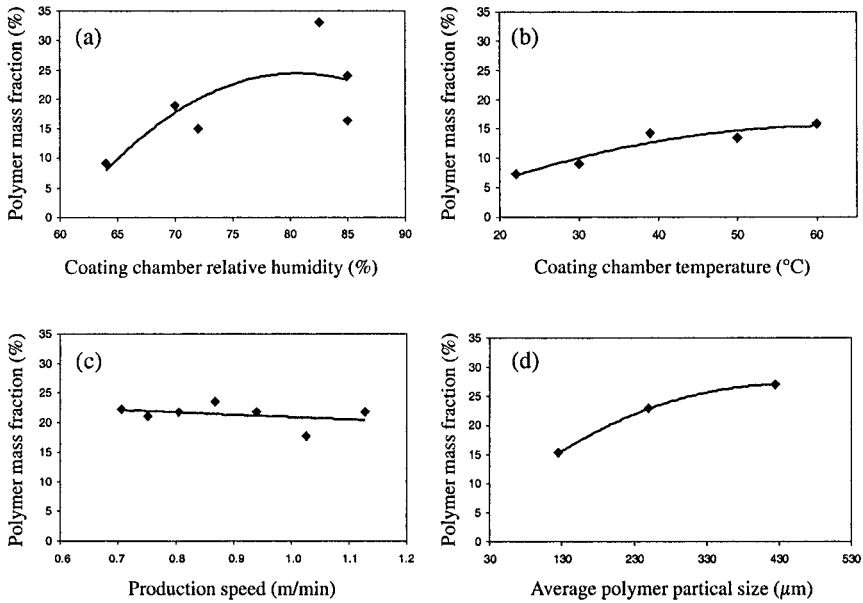 Polymer mass fraction (%)
35
30
25
20
15
10
5
0
(a)
60 65 70 75 80 85 90
Coating chamber relative humidity (%)
Polymer mass fraction (%)
35
30
25
20
15
10
5
0
(b)
20 30 40 50 60
Coating chamber temperature (°C)
Polymer mass fraction (%)
35
30
25
20
15
10
5
0
(c)
0.6 0.7 0.8 0.9 1.0 1.1 1.2
Production speed (m/min)
Polymer mass fraction (%)
35
30
25
20
15
10
5
0
(d)
30 130 230 330 430 530
Average polymer partical size (μm)